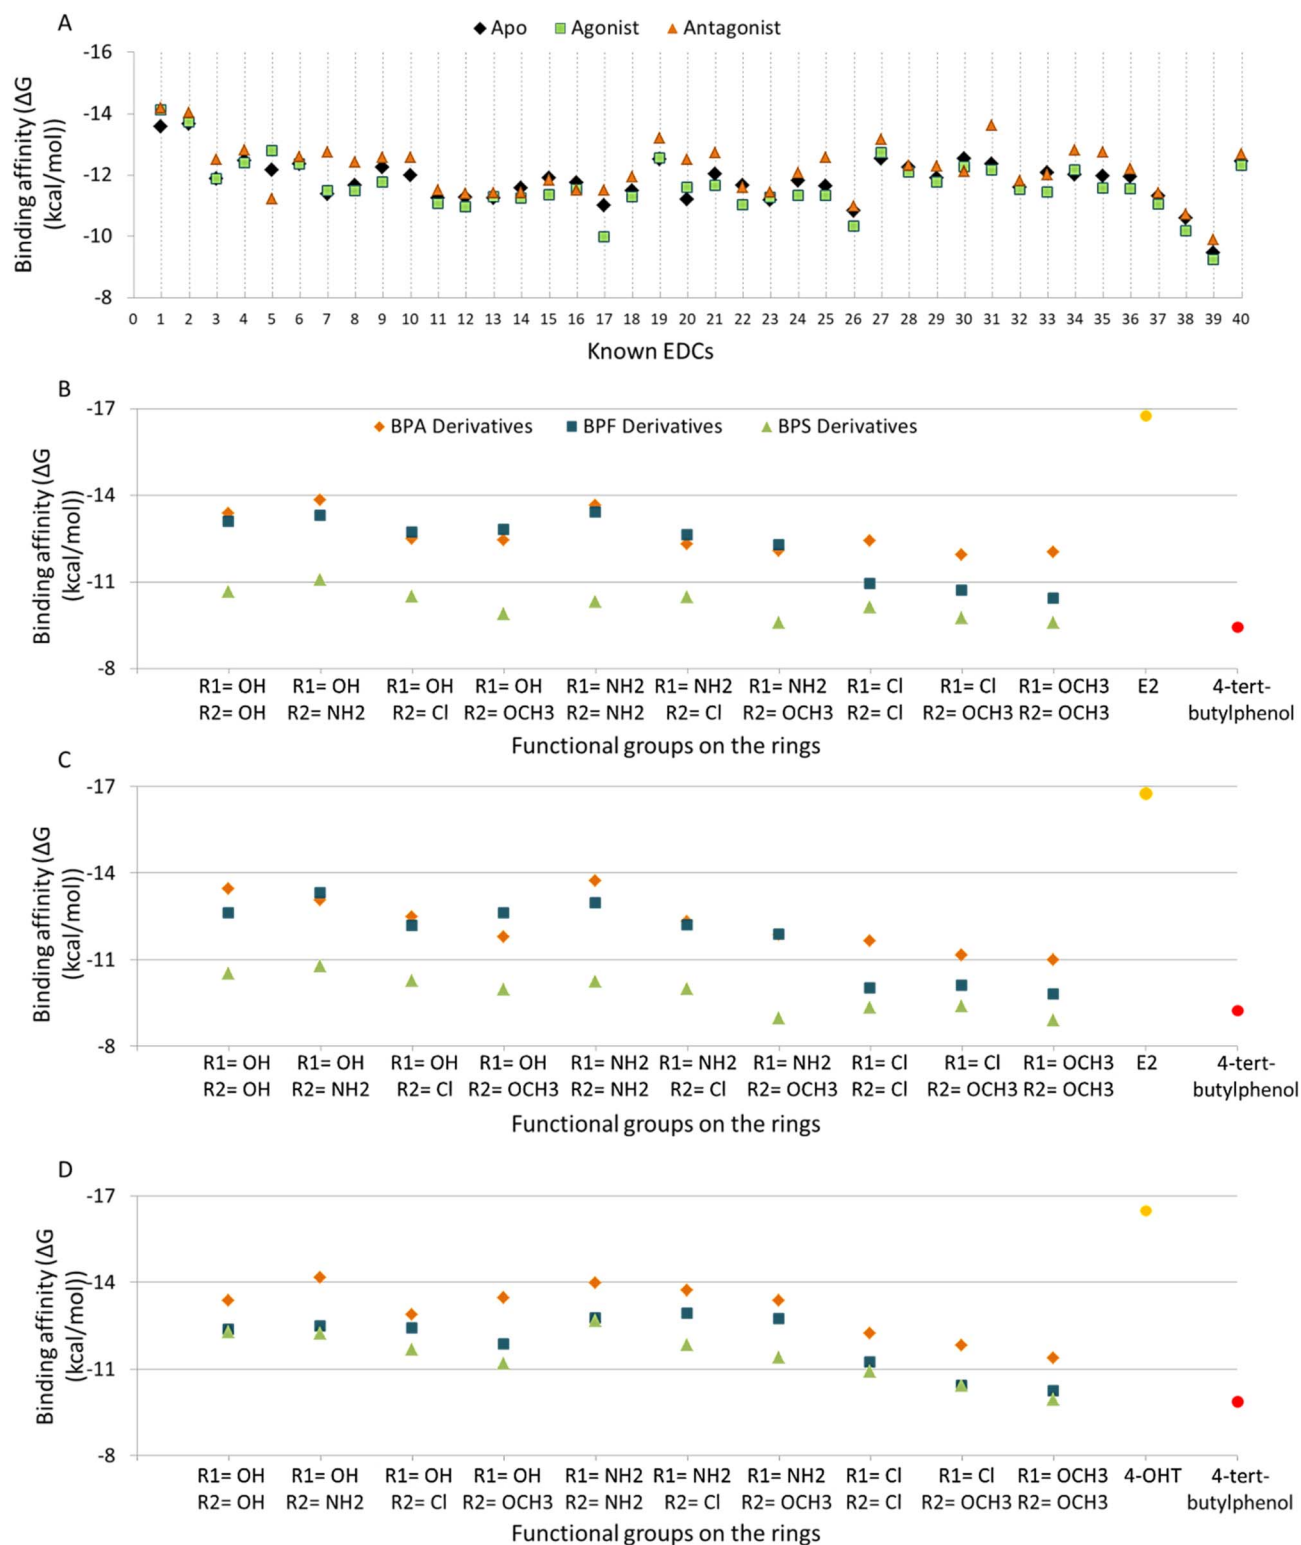 A
Apo Agonist Antagonist
Binding affinity (ΔG
(kcal/mol))
-16
-14
-12
-10
-8
0 1 2 3 4 5 6 7 8 9 10 11 12 13 14 15 16 17 18 19 20 21 22 23 24 25 26 27 28 29 30 31 32 33 34 35 36 37 38 39 40
Known EDCs
B
BPA Derivatives BPF Derivatives BPS Derivatives
Binding affinity (ΔG
(kcal/mol))
-17
-14
-11
-8
R1= OH R1= OH R1= OH R1= OH R1= NH2 R1= NH2 R1= NH2 R1= Cl R1= Cl R1= OCH3 E2 4-tert-
R2= OH R2= NH2 R2= Cl R2= OCH3 R2= NH2 R2= Cl R2= OCH3 R2= Cl R2= OCH3 R2= OCH3 butylphenol
Functional groups on the rings
C
Binding affinity (ΔG
(kcal/mol))
-17
-14
-11
-8
R1= OH R1= OH R1= OH R1= OH R1= NH2 R1= NH2 R1= NH2 R1= Cl R1= Cl R1= OCH3 E2 4-tert-
R2= OH R2= NH2 R2= Cl R2= OCH3 R2= NH2 R2= Cl R2= OCH3 R2= Cl R2= OCH3 R2= OCH3 butylphenol
Functional groups on the rings
D
Binding affinity (ΔG
(kcal/mol))
-17
-14
-11
-8
R1= OH R1= OH R1= OH R1= OH R1= NH2 R1= NH2 R1= NH2 R1= Cl R1= Cl R1= OCH3 4-OHT 4-tert-
R2= OH R2= NH2 R2= Cl R2= OCH3 R2= NH2 R2= Cl R2= OCH3 R2= Cl R2= OCH3 R2= OCH3 butylphenol
Functional groups on the rings